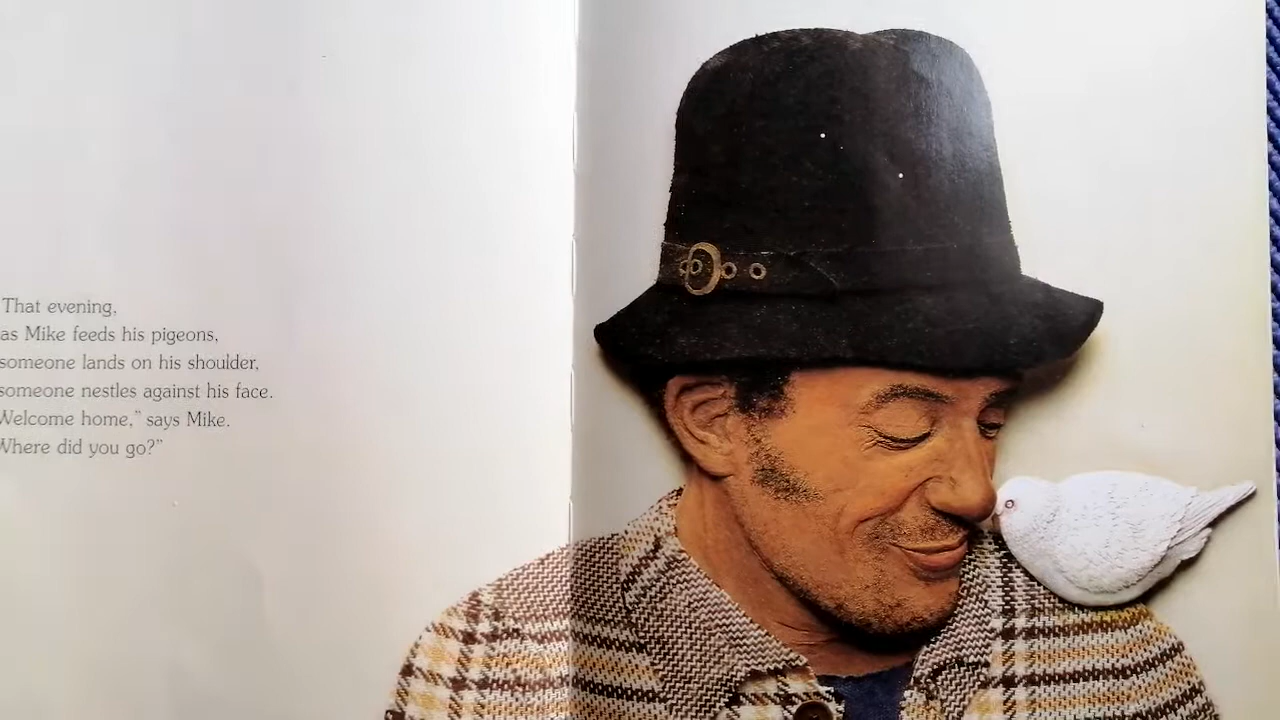 That evening,
as Mike feeds his pigeons,
someone lands on his shoulder,
someone nestles against his face.
Welcome home," says Mike.
Where did you go?"